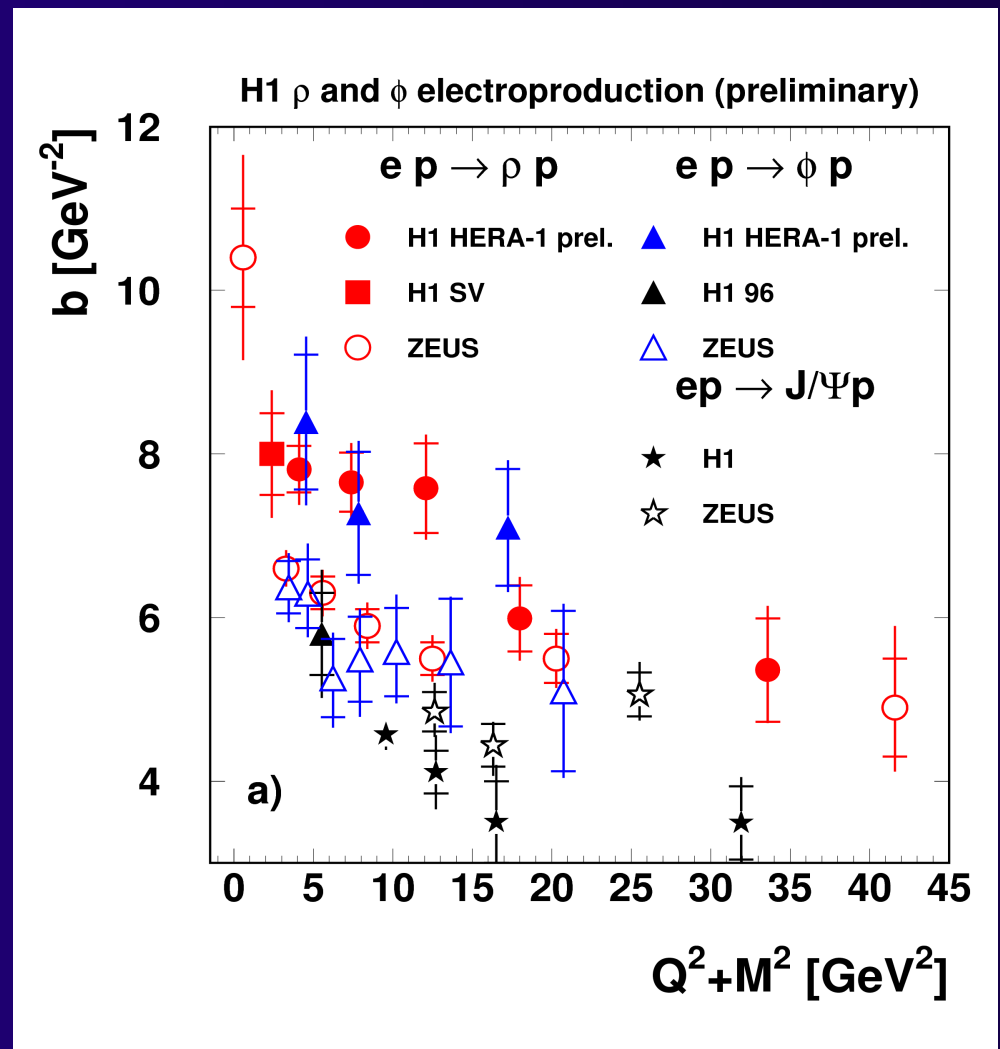 H1 ρ and ϕ electroproduction (preliminary)
b [GeV⁻²]
12
10
8
6
4
e p → ρ p
H1 HERA-1 prel.
H1 SV
ZEUS
e p → ϕ p
H1 HERA-1 prel.
H1 96
ZEUS
ep → J/Ψp
H1
ZEUS
a)
0 5 10 15 20 25 30 35 40 45
Q²+M² [GeV²]